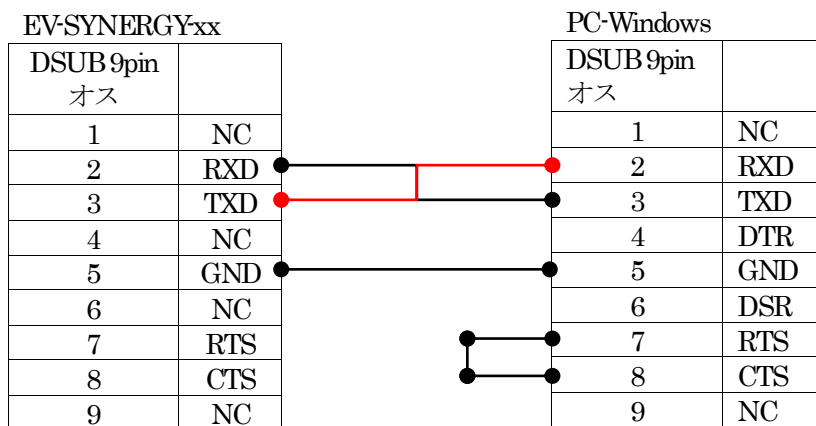 EV-SYNERGY-xx
DSUB 9pin
オス
1 NC
2 RXD
3 TXD
4 NC
5 GND
6 NC
7 RTS
8 CTS
9 NC
PC-Windows
DSUB 9pin
オス
1 NC
2 RXD
3 TXD
4 DTR
5 GND
6 DSR
7 RTS
8 CTS
9 NC